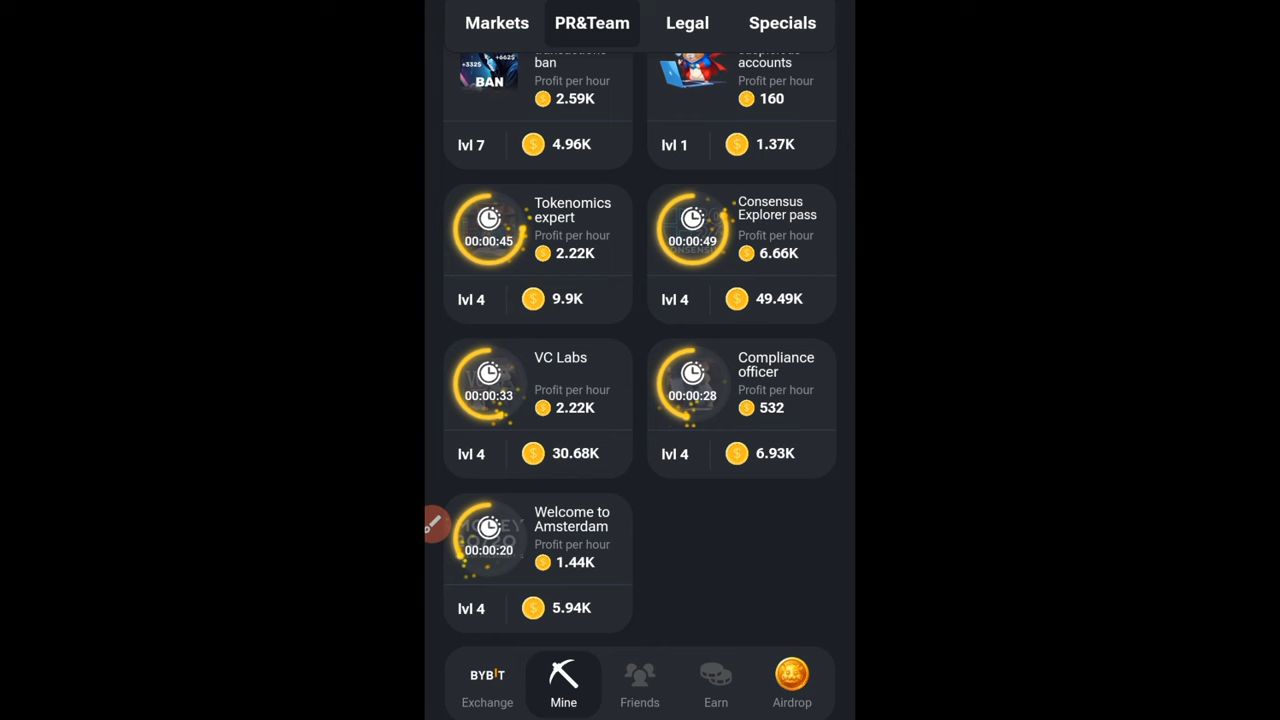 Markets PR&Team Legal Specials
+332$ +662$
BAN
ban
Profit per hour
2.59K
lvl 7 4.96K
accounts
Profit per hour
160
lvl 1 1.37K
00:00:45
Tokenomics
expert
Profit per hour
2.22K
lvl 4 9.9K
00:00:49
Consensus
Explorer pass
Profit per hour
6.66K
lvl 4 49.49K
00:00:33
VC Labs
Profit per hour
2.22K
lvl 4 30.68K
00:00:28
Compliance
officer
Profit per hour
532
lvl 4 6.93K
00:00:20
Welcome to
Amsterdam
Profit per hour
1.44K
lvl 4 5.94K
BYBIT
Exchange Mine Friends Earn Airdrop